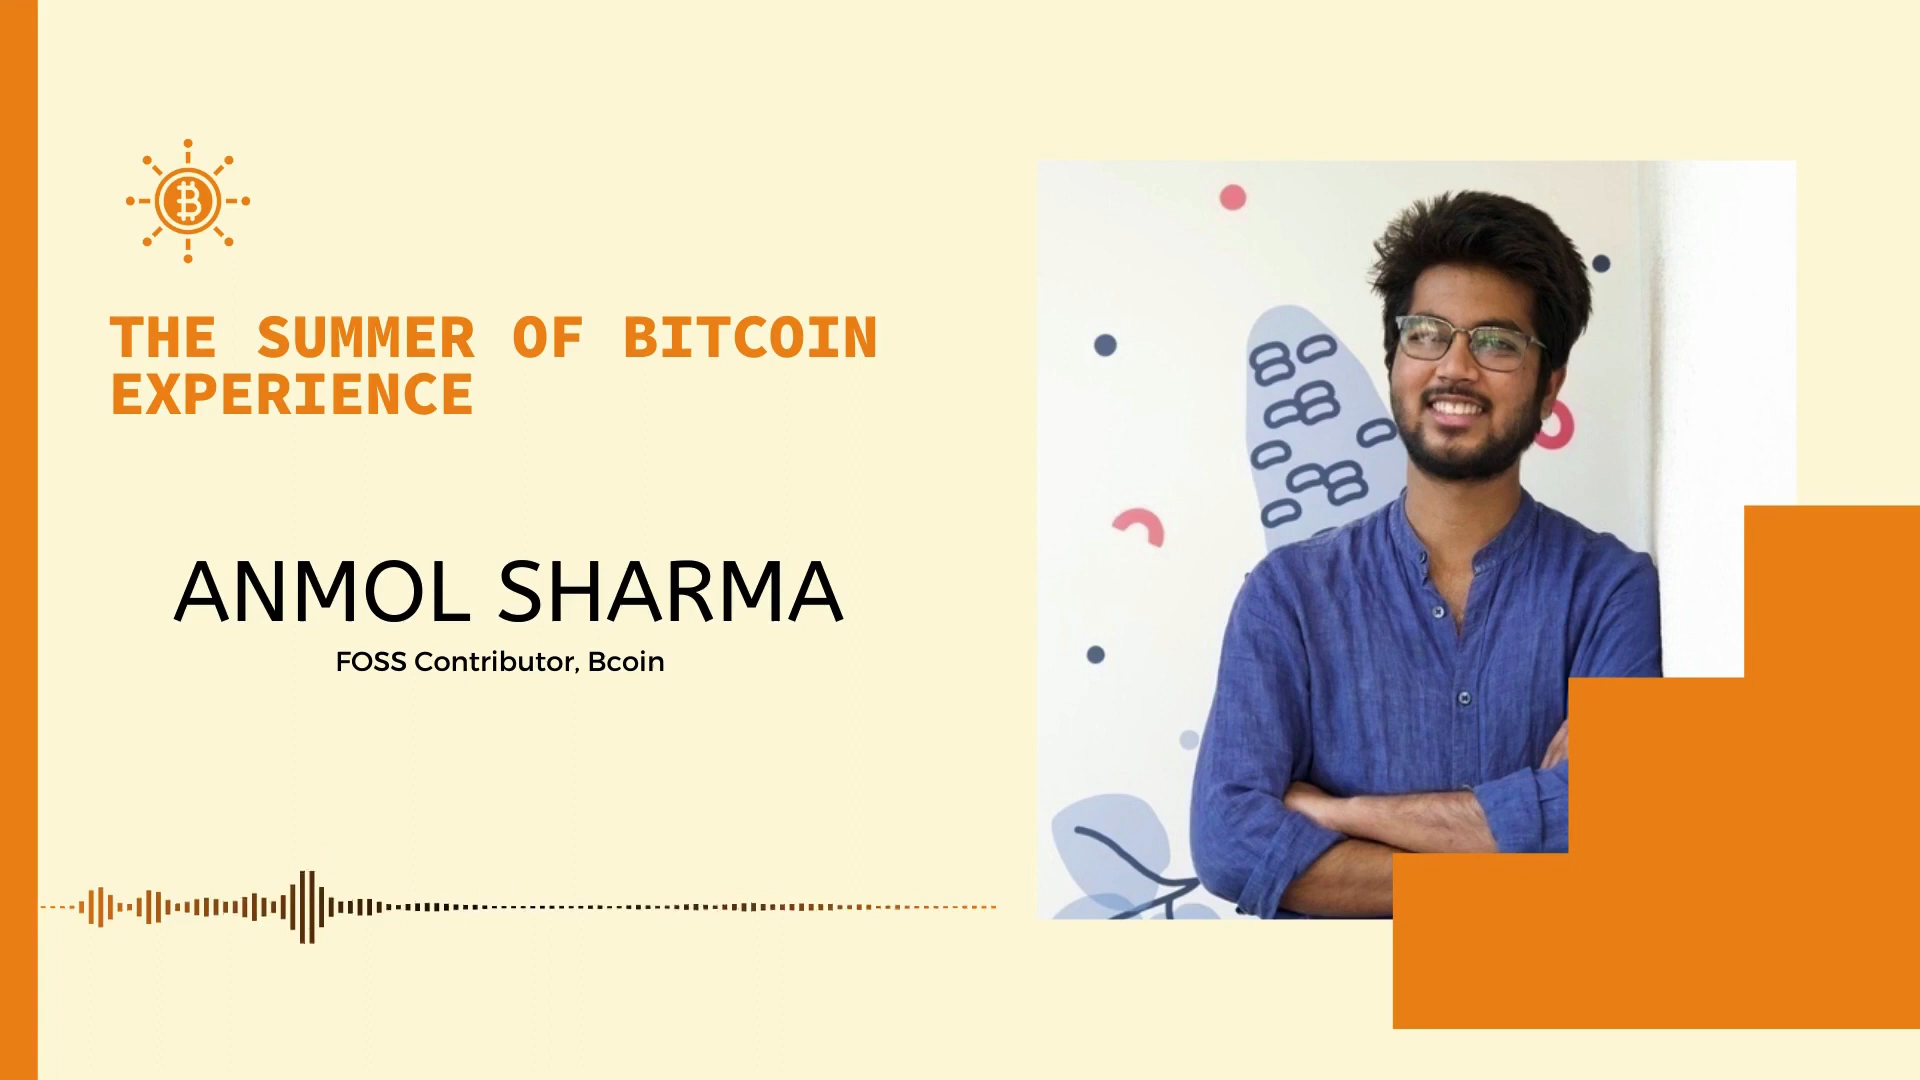 THE SUMMER OF BITCOIN
EXPERIENCE
ANMOL SHARMA
FOSS Contributor, Bcoin